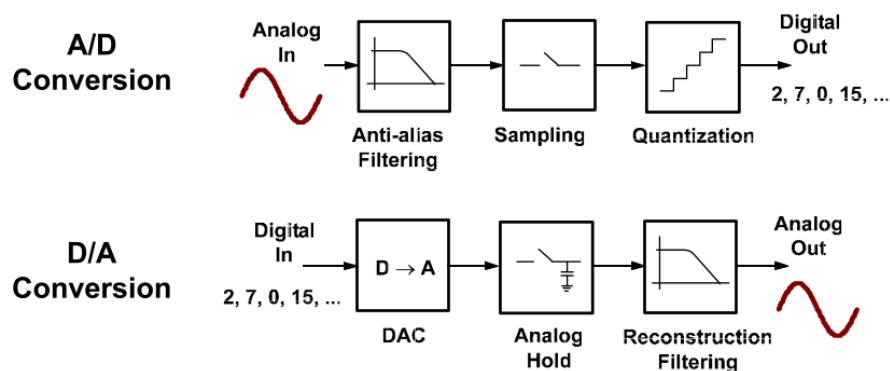 A/D
Conversion
Analog
In
Digital
Out
2, 7, 0, 15, ...
Anti-alias
Filtering
Sampling
Quantization
D/A
Conversion
Digital
In
2, 7, 0, 15, ...
D → A
Analog
Out
DAC
Analog
Hold
Reconstruction
Filtering